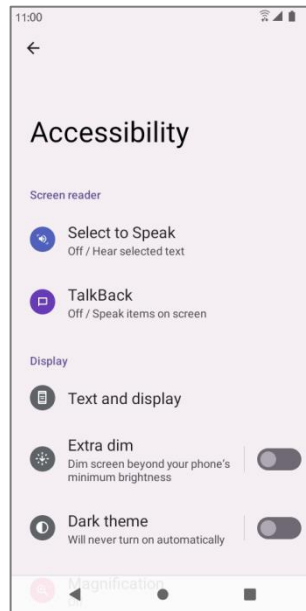 11:00
Accessibility
Screen reader
Select to Speak
Off / Hear selected text
TalkBack
Off / Speak items on screen
Display
Text and display
Extra dim
Dim screen beyond your phone's
minimum brightness
Dark theme
Will never turn on automatically
Magnification